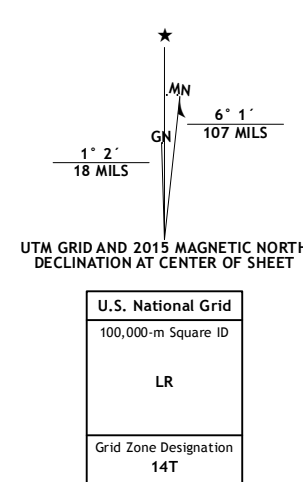 ★
MN
GN
6° 1´
107 MILS
1° 2´
18 MILS
UTM GRID AND 2015 MAGNETIC NORTH
DECLINATION AT CENTER OF SHEET
U.S. National Grid
100,000-m Square ID
LR
Grid Zone Designation
14T